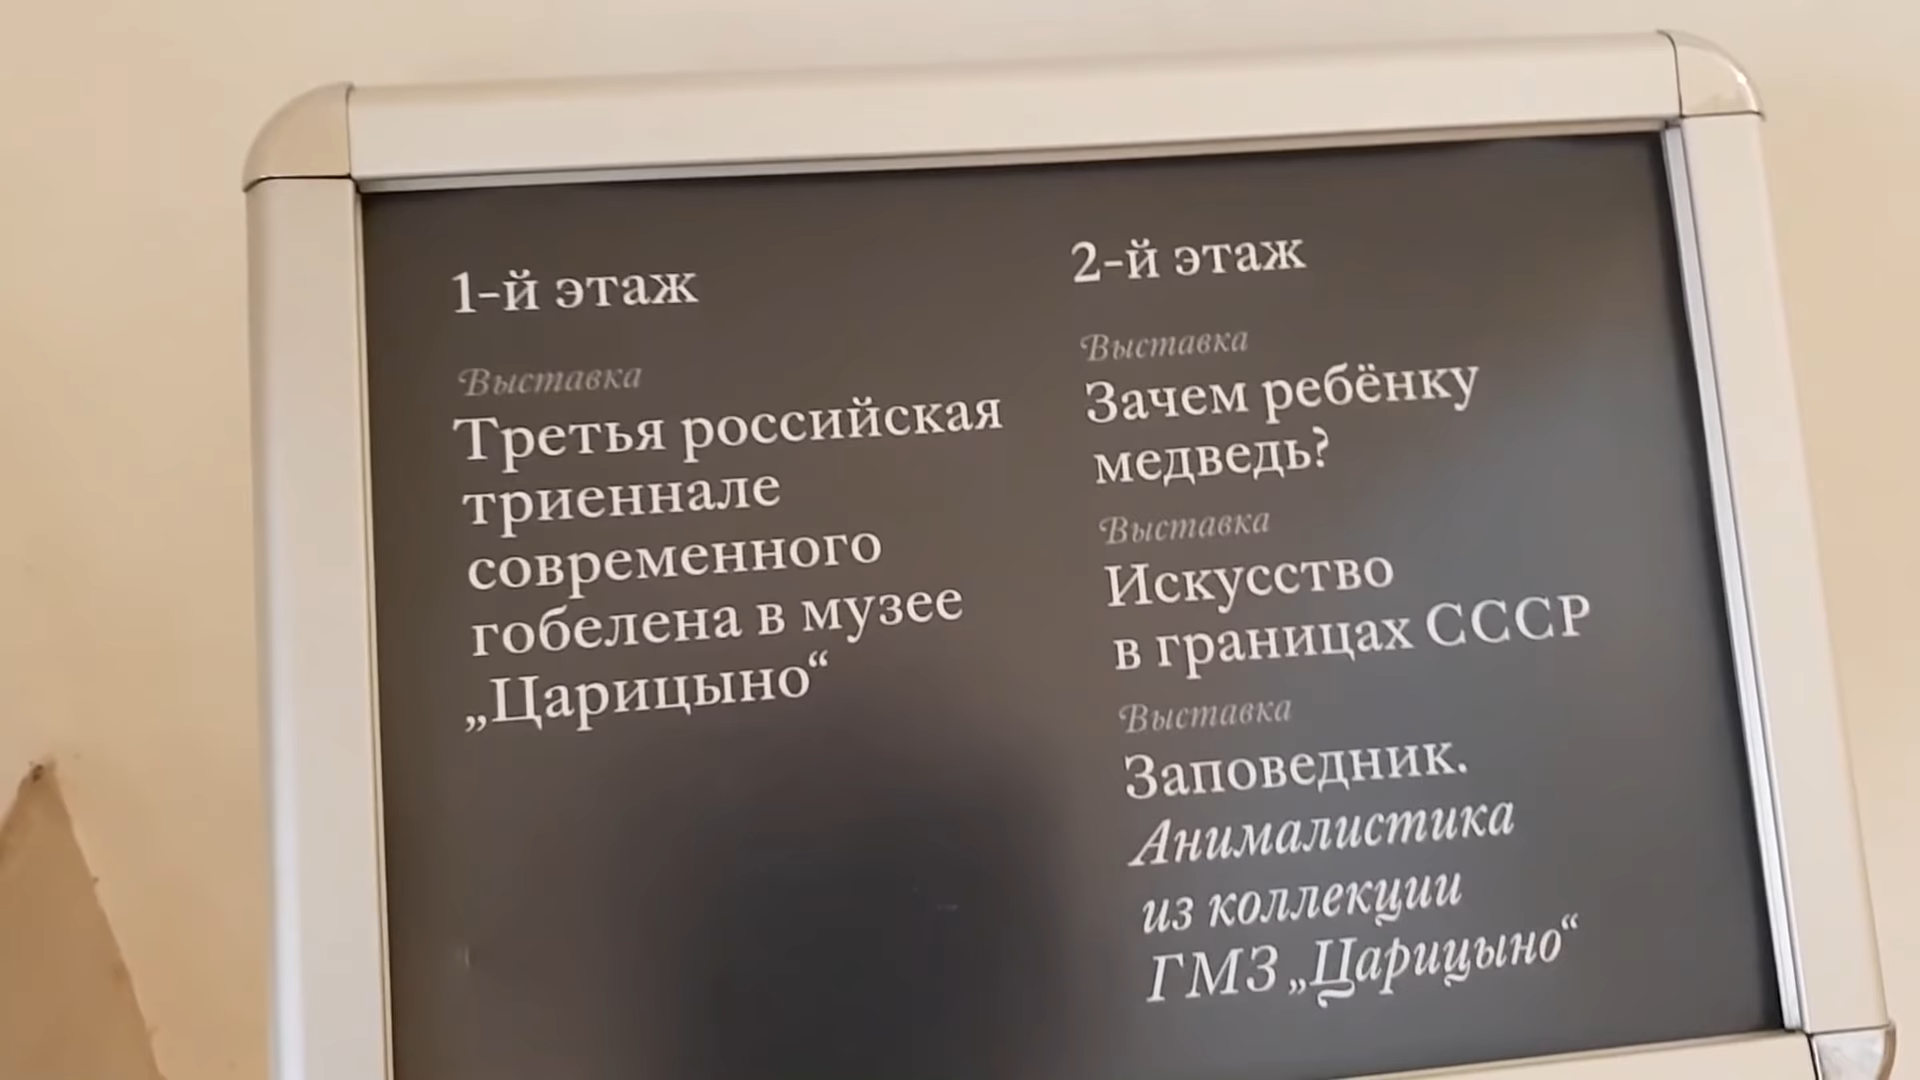 1-й этаж
Выставка
Третья российская
триеннале
современного
гобелена в музее
„Царицыно“
2-й этаж
Выставка
Зачем ребёнку
медведь?
Выставка
Искусство
в границах СССР
Выставка
Заповедник.
Анималистика
из коллекции
ГМЗ „Царицыно“